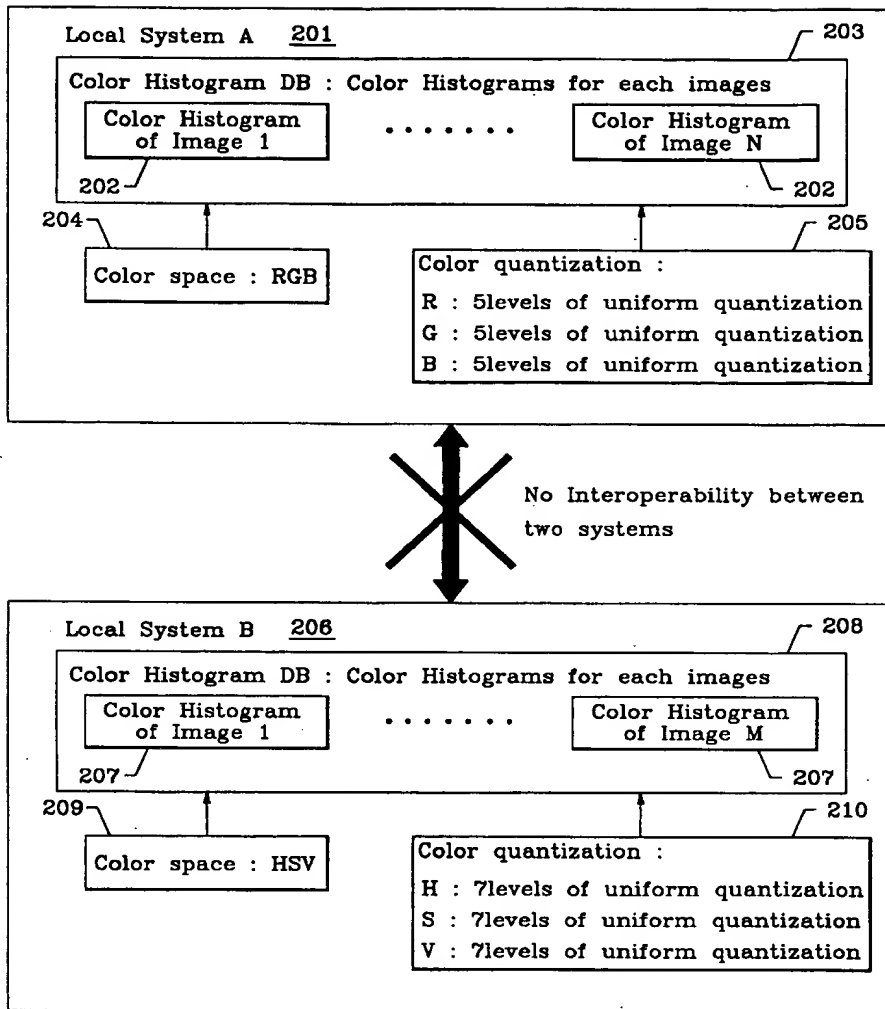 Local System A 201
203
Color Histogram DB : Color Histograms for each images
Color Histogram
of Image 1
. . . . . . .
Color Histogram
of Image N
202
202
204
205
Color space : RGB
Color quantization :
R : 5levels of uniform quantization
G : 5levels of uniform quantization
B : 5levels of uniform quantization
No Interoperability between
two systems
Local System B 206
208
Color Histogram DB : Color Histograms for each images
Color Histogram
of Image 1
. . . . . . .
Color Histogram
of Image M
207
207
209
210
Color space : HSV
Color quantization :
H : 7levels of uniform quantization
S : 7levels of uniform quantization
V : 7levels of uniform quantization